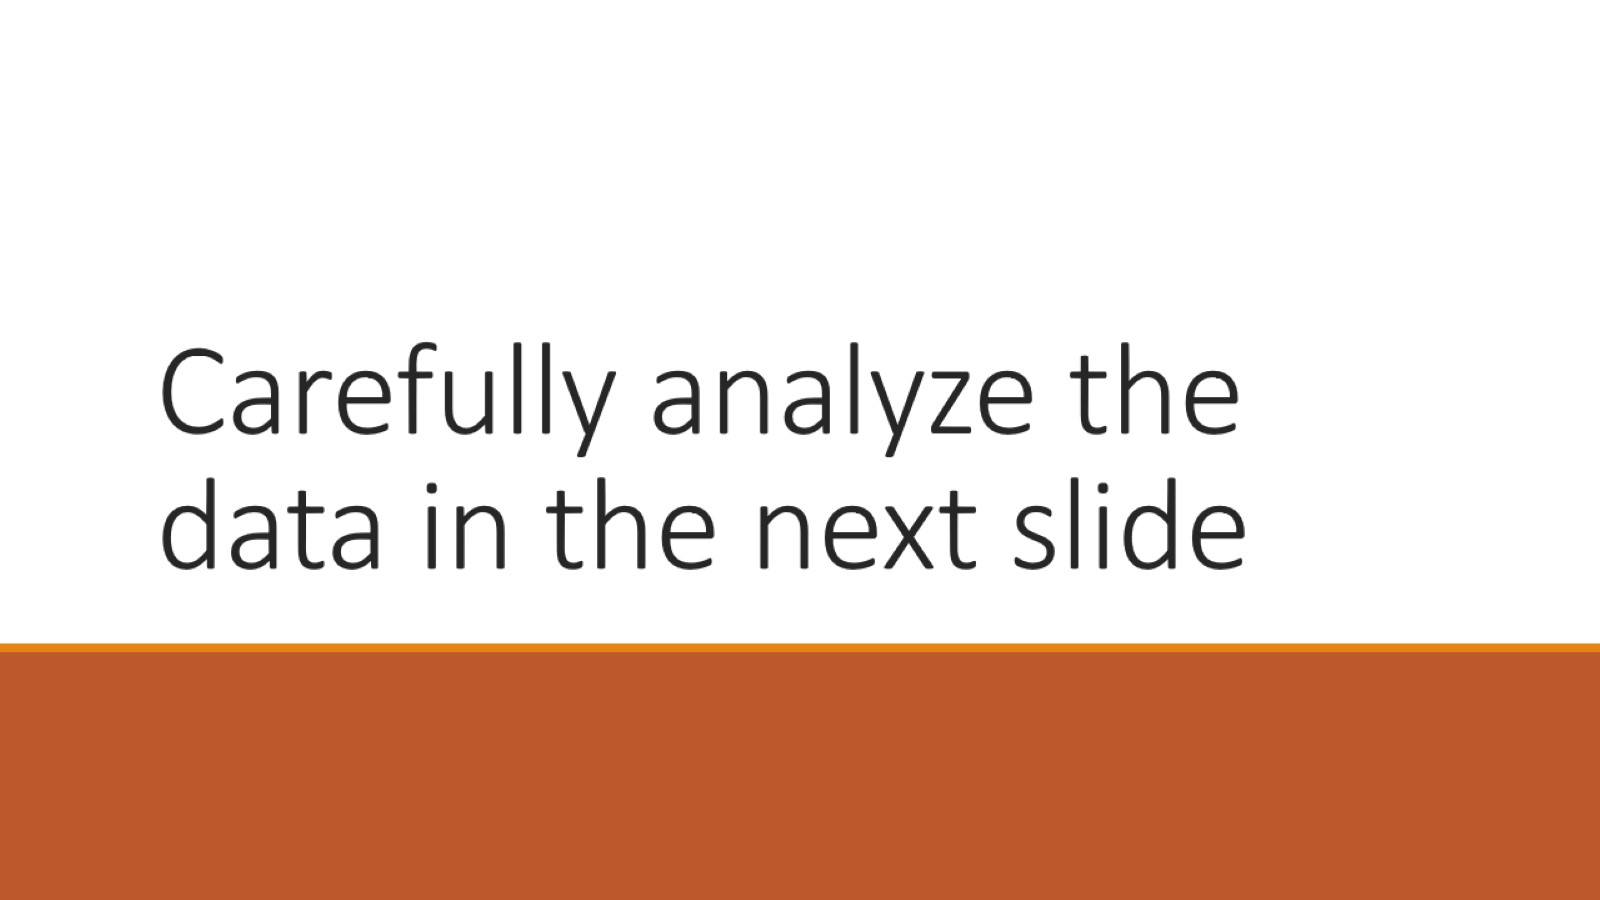 Carefully analyze the
data in the next slide